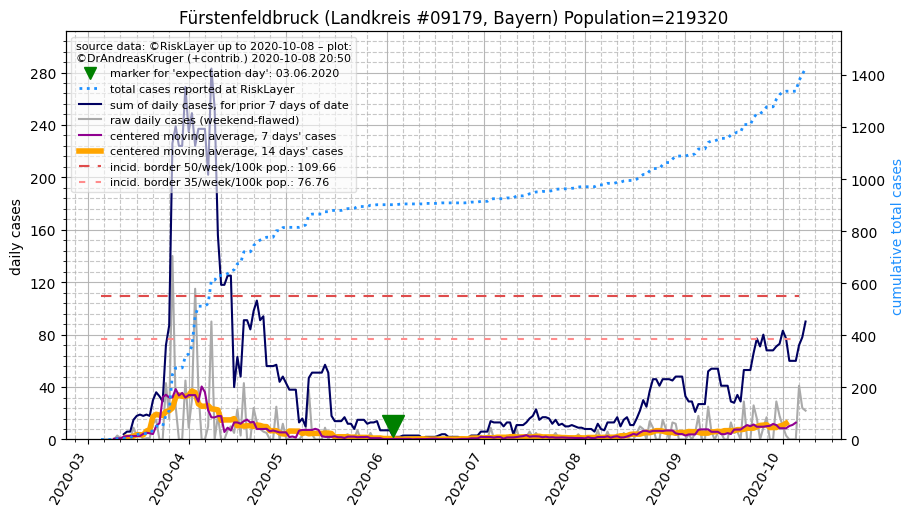 Fürstenfeldbruck (Landkreis #09179, Bayern) Population=219320
source data: ©RiskLayer up to 2020-10-08 – plot:
©DrAndreasKruger (+contrib.) 2020-10-08 20:50
marker for 'expectation day': 03.06.2020
total cases reported at RiskLayer
sum of daily cases, for prior 7 days of date
raw daily cases (weekend-flawed)
centered moving average, 7 days' cases
centered moving average, 14 days' cases
incid. border 50/week/100k pop.: 109.66
incid. border 35/week/100k pop.: 76.76
daily cases
280
240
200
160
120
80
40
0
cumulative total cases
1400
1200
1000
800
600
400
200
0
2020-03
2020-04
2020-05
2020-06
2020-07
2020-08
2020-09
2020-10